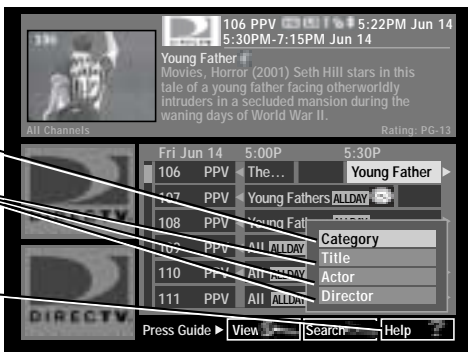 106 PPV 5:22PM Jun 14
DIRECTV
5:30PM-7:15PM Jun 14
Young Father
Movies, Horror (2001) Seth Hill stars in this
tale of a young father facing otherworldly
intruders in a secluded mansion during the
waning days of World War II.
All Channels
Rating: PG-13
Fri Jun 14 5:00P 5:30P
106 PPV The... Young Father
107 PPV Young Fathers ALLDAY
108 PPV Young Fat ALLDAY
109 PPV All ALLDAY
110 PPV All ALLDAY
111 PPV All ALLDAY
Category
Title
Actor
Director
DIRECTV
DIRECTV
Press Guide ► View Search Help ?